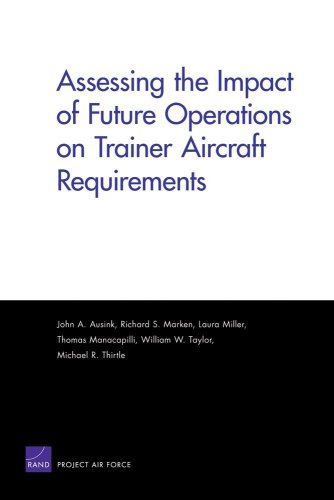 Assessing the Impact
of Future Operations
on Trainer Aircraft
Requirements
John A. Ausink, Richard S. Marken, Laura Miller,
Thomas Manacapilli, William W. Taylor,
Michael R. Thirtle
RAND PROJECT AIR FORCE